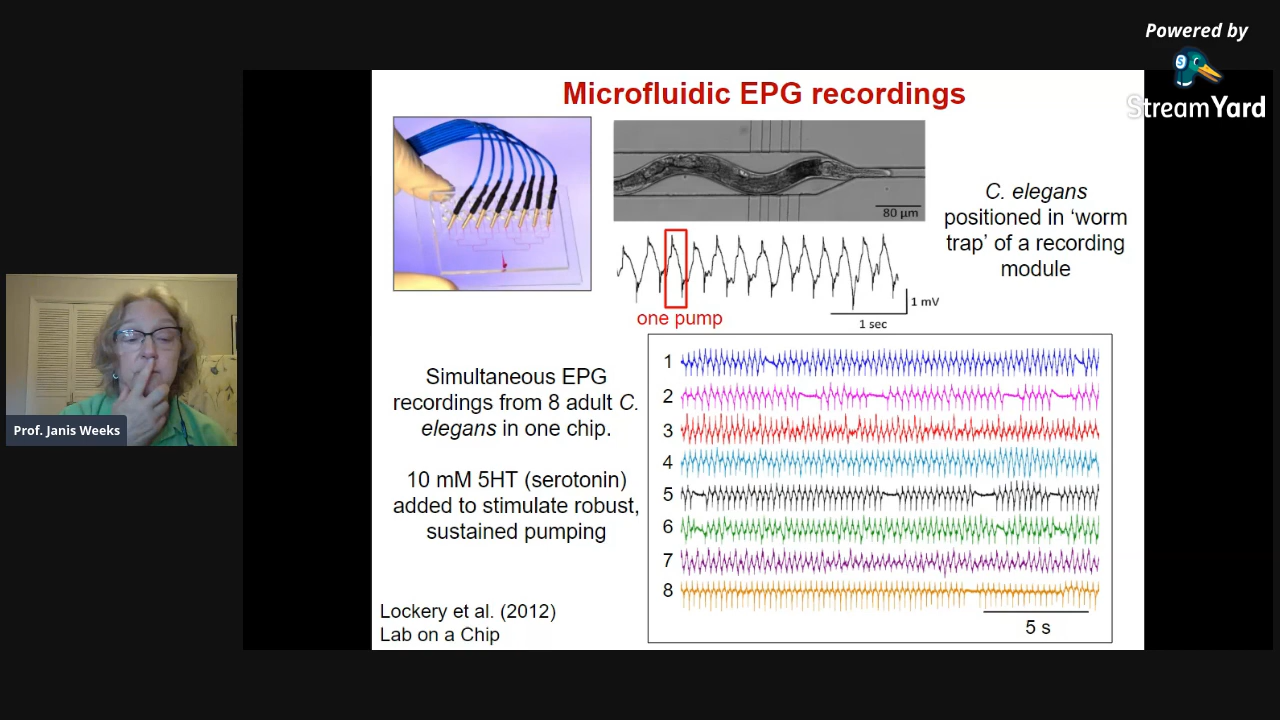 Powered by
StreamYard
Microfluidic EPG recordings
80 µm
C. elegans
positioned in ‘worm
trap’ of a recording
module
1 mV
one pump
1 sec
Simultaneous EPG
recordings from 8 adult C.
elegans in one chip.
10 mM 5HT (serotonin)
added to stimulate robust,
sustained pumping
1
2
3
4
5
6
7
8
5 s
Prof. Janis Weeks
Lockery et al. (2012)
Lab on a Chip